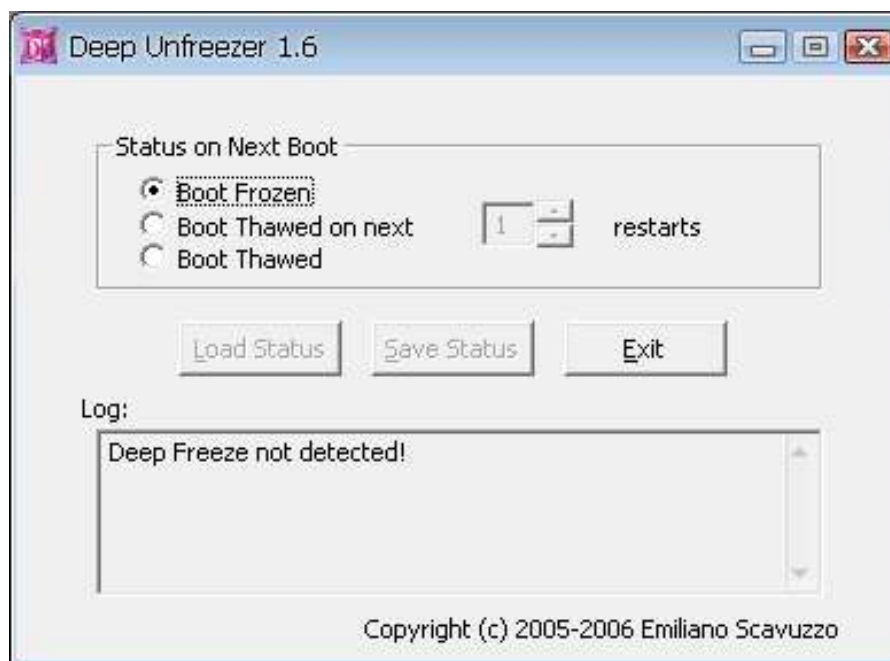 Deep Unfreezer 1.6
Status on Next Boot
Boot Frozen
Boot Thawed on next 1 restarts
Boot Thawed
Load Status Save Status Exit
Log:
Deep Freeze not detected!
Copyright (c) 2005-2006 Emiliano Scavuzzo